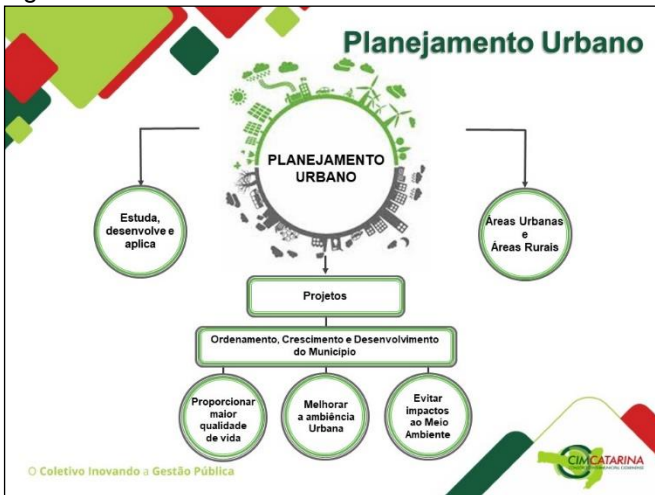 Planejamento Urbano
PLANEJAMENTO
URBANO
Estuda,
desenvolve e
aplica
Áreas Urbanas
e
Áreas Rurais
Projetos
Ordenamento, Crescimento e Desenvolvimento
do Município
Proporcionar
maior
qualidade
de vida
Melhorar
a ambiência
Urbana
Evitar
impactos
ao Meio
Ambiente
O Coletivo Inovando a Gestão Pública
CIMCATARINA